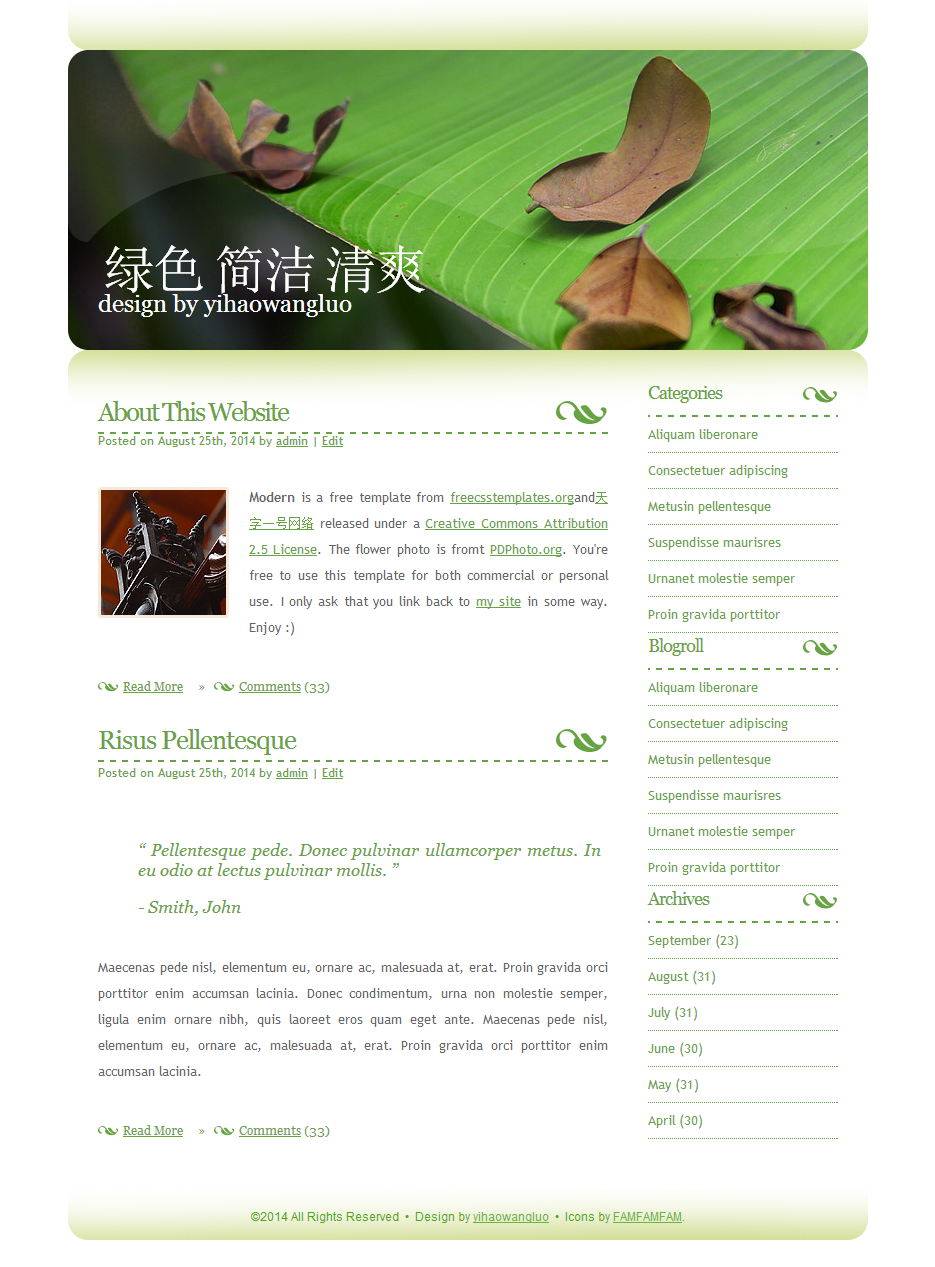 绿色 简洁 清爽
design by yihaowangluo
About This Website
Posted on August 25th, 2014 by admin | Edit
Modern is a free template from freecsstemplates.organd天
字一号网络 released under a Creative Commons Attribution
2.5 License. The flower photo is fromt PDPhoto.org. You're
free to use this template for both commercial or personal
use. I only ask that you link back to my site in some way.
Enjoy :)
Read More » Comments (33)
Risus Pellentesque
Posted on August 25th, 2014 by admin | Edit
“ Pellentesque pede. Donec pulvinar ullamcorper metus. In
eu odio at lectus pulvinar mollis. ”
- Smith, John
Maecenas pede nisl, elementum eu, ornare ac, malesuada at, erat. Proin gravida orci
porttitor enim accumsan lacinia. Donec condimentum, urna non molestie semper,
ligula enim ornare nibh, quis laoreet eros quam eget ante. Maecenas pede nisl,
elementum eu, ornare ac, malesuada at, erat. Proin gravida orci porttitor enim
accumsan lacinia.
Read More » Comments (33)
Categories
Aliquam liberonare
Consectetuer adipiscing
Metusin pellentesque
Suspendisse maurisres
Urnanet molestie semper
Proin gravida porttitor
Blogroll
Aliquam liberonare
Consectetuer adipiscing
Metusin pellentesque
Suspendisse maurisres
Urnanet molestie semper
Proin gravida porttitor
Archives
September (23)
August (31)
July (31)
June (30)
May (31)
April (30)
©2014 All Rights Reserved • Design by yihaowangluo • Icons by FAMFAMFAM.